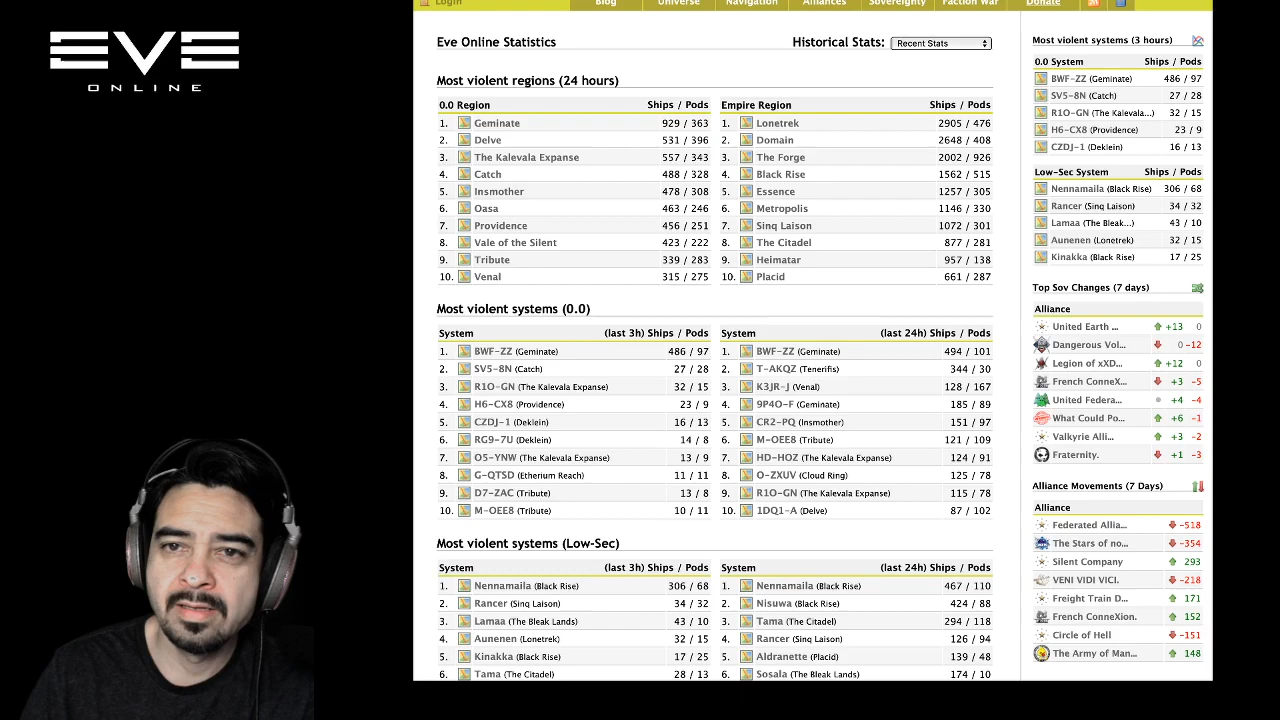 EVE
ONLINE
Login Blog Universe Navigation Alliances Sovereignty Faction War Donate
Eve Online Statistics
Historical Stats: Recent Stats
Most violent regions (24 hours)
0.0 Region Ships / Pods
1. Geminate 929 / 363
2. Delve 531 / 396
3. The Kalevala Expanse 557 / 343
4. Catch 488 / 328
5. Insmother 478 / 308
6. Oasa 463 / 246
7. Providence 456 / 251
8. Vale of the Silent 423 / 222
9. Tribute 339 / 283
10. Venal 315 / 275
Empire Region Ships / Pods
1. Lonetrek 2905 / 476
2. Domain 2648 / 408
3. The Forge 2002 / 926
4. Black Rise 1562 / 515
5. Essence 1257 / 305
6. Metropolis 1146 / 330
7. Sinq Laison 1072 / 301
8. The Citadel 877 / 281
9. Heimatar 957 / 138
10. Placid 661 / 287
Most violent systems (0.0)
System (last 3h) Ships / Pods
1. BWF-ZZ (Geminate) 486 / 97
2. SV5-8N (Catch) 27 / 28
3. R1O-GN (The Kalevala Expanse) 32 / 15
4. H6-CX8 (Providence) 23 / 9
5. CZDJ-1 (Deklein) 16 / 13
6. RG9-7U (Deklein) 14 / 8
7. O5-YNW (The Kalevala Expanse) 13 / 9
8. G-QTSD (Etherium Reach) 11 / 11
9. D7-ZAC (Tribute) 13 / 8
10. M-OEE8 (Tribute) 10 / 11
System (last 24h) Ships / Pods
1. BWF-ZZ (Geminate) 494 / 101
2. T-AKQZ (Tenerifis) 344 / 30
3. K3JR-J (Venal) 128 / 167
4. 9P4O-F (Geminate) 185 / 89
5. CR2-PQ (Insmother) 151 / 97
6. M-OEE8 (Tribute) 121 / 109
7. HD-HOZ (The Kalevala Expanse) 124 / 91
8. O-ZXUV (Cloud Ring) 125 / 78
9. R1O-GN (The Kalevala Expanse) 115 / 78
10. 1DQ1-A (Delve) 87 / 102
Most violent systems (Low-Sec)
System (last 3h) Ships / Pods
1. Nennamaila (Black Rise) 306 / 68
2. Rancer (Sinq Laison) 34 / 32
3. Lamaa (The Bleak Lands) 43 / 10
4. Aunenen (Lonetrek) 32 / 15
5. Kinakka (Black Rise) 17 / 25
6. Tama (The Citadel) 28 / 13
System (last 24h) Ships / Pods
1. Nennamaila (Black Rise) 467 / 110
2. Nisuwa (Black Rise) 424 / 88
3. Tama (The Citadel) 294 / 118
4. Rancer (Sinq Laison) 126 / 94
5. Aldranette (Placid) 139 / 48
6. Sosala (The Bleak Lands) 174 / 10
Most violent systems (3 hours)
0.0 System Ships / Pods
BWF-ZZ (Geminate) 486 / 97
SV5-8N (Catch) 27 / 28
R1O-GN (The Kalevala...) 32 / 15
H6-CX8 (Providence) 23 / 9
CZDJ-1 (Deklein) 16 / 13
Low-Sec System Ships / Pods
Nennamaila (Black Rise) 306 / 68
Rancer (Sinq Laison) 34 / 32
Lamaa (The Bleak...) 43 / 10
Aunenen (Lonetrek) 32 / 15
Kinakka (Black Rise) 17 / 25
Top Sov Changes (7 days)
Alliance
United Earth ... +13 0
Dangerous Vol... 0 -12
Legion of xXD... +12 0
French ConneX... +3 -5
United Federa... +4 -4
What Could Po... +6 -1
Valkyrie Alli... +3 -2
Fraternity. +1 -3
Alliance Movements (7 Days)
Alliance
Federated Allia... -518
The Stars of no... -354
Silent Company 293
VENI VIDI VICI. -218
Freight Train D... 171
French ConneXion. 152
Circle of Hell -151
The Army of Man... 148